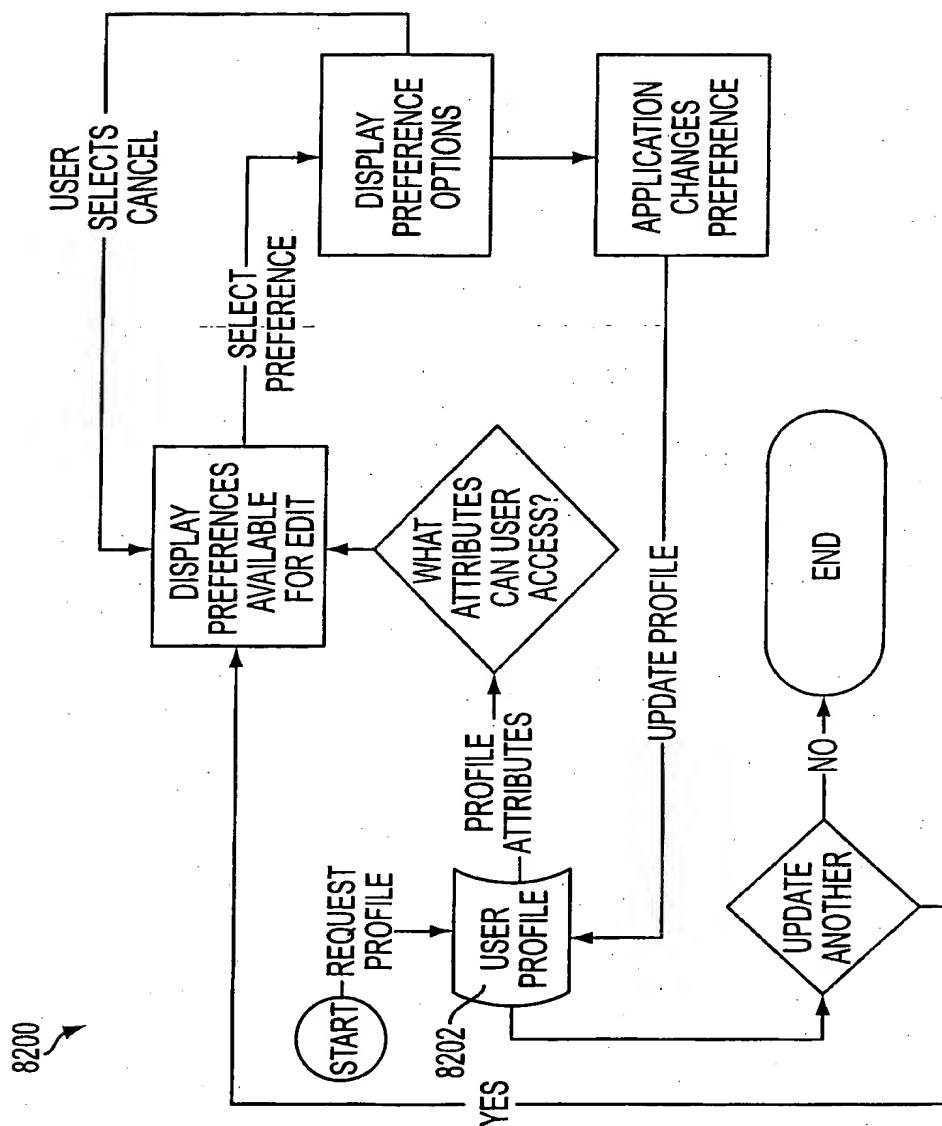 8200
START
REQUEST
PROFILE
8202
USER
PROFILE
PROFILE
ATTRIBUTES
WHAT
ATTRIBUTES
CAN USER
ACCESS?
DISPLAY
PREFERENCES
AVAILABLE
FOR EDIT
SELECT
PREFERENCE
USER
SELECTS
CANCEL
DISPLAY
PREFERENCE
OPTIONS
APPLICATION
CHANGES
PREFERENCE
UPDATE PROFILE
UPDATE
ANOTHER
YES
NO
END